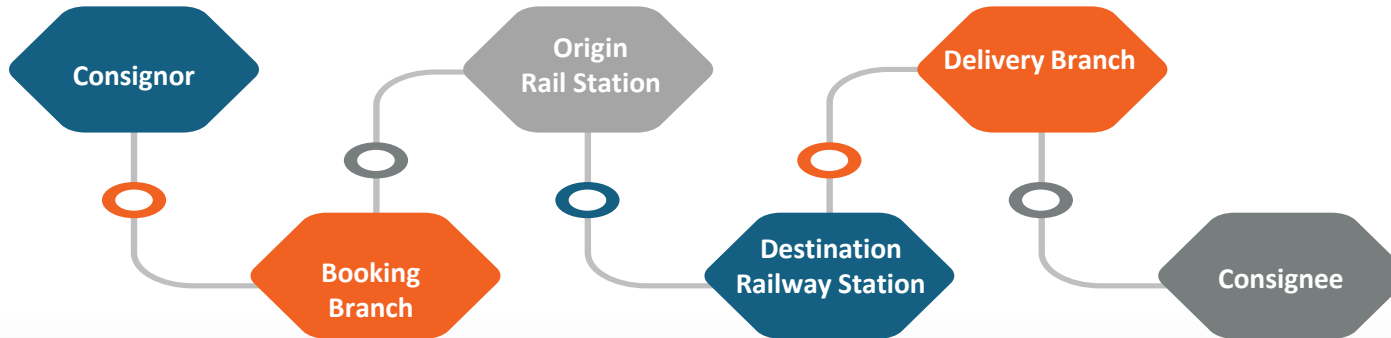 Consignor
Booking
Branch
Origin
Rail Station
Destination
Railway Station
Delivery Branch
Consignee